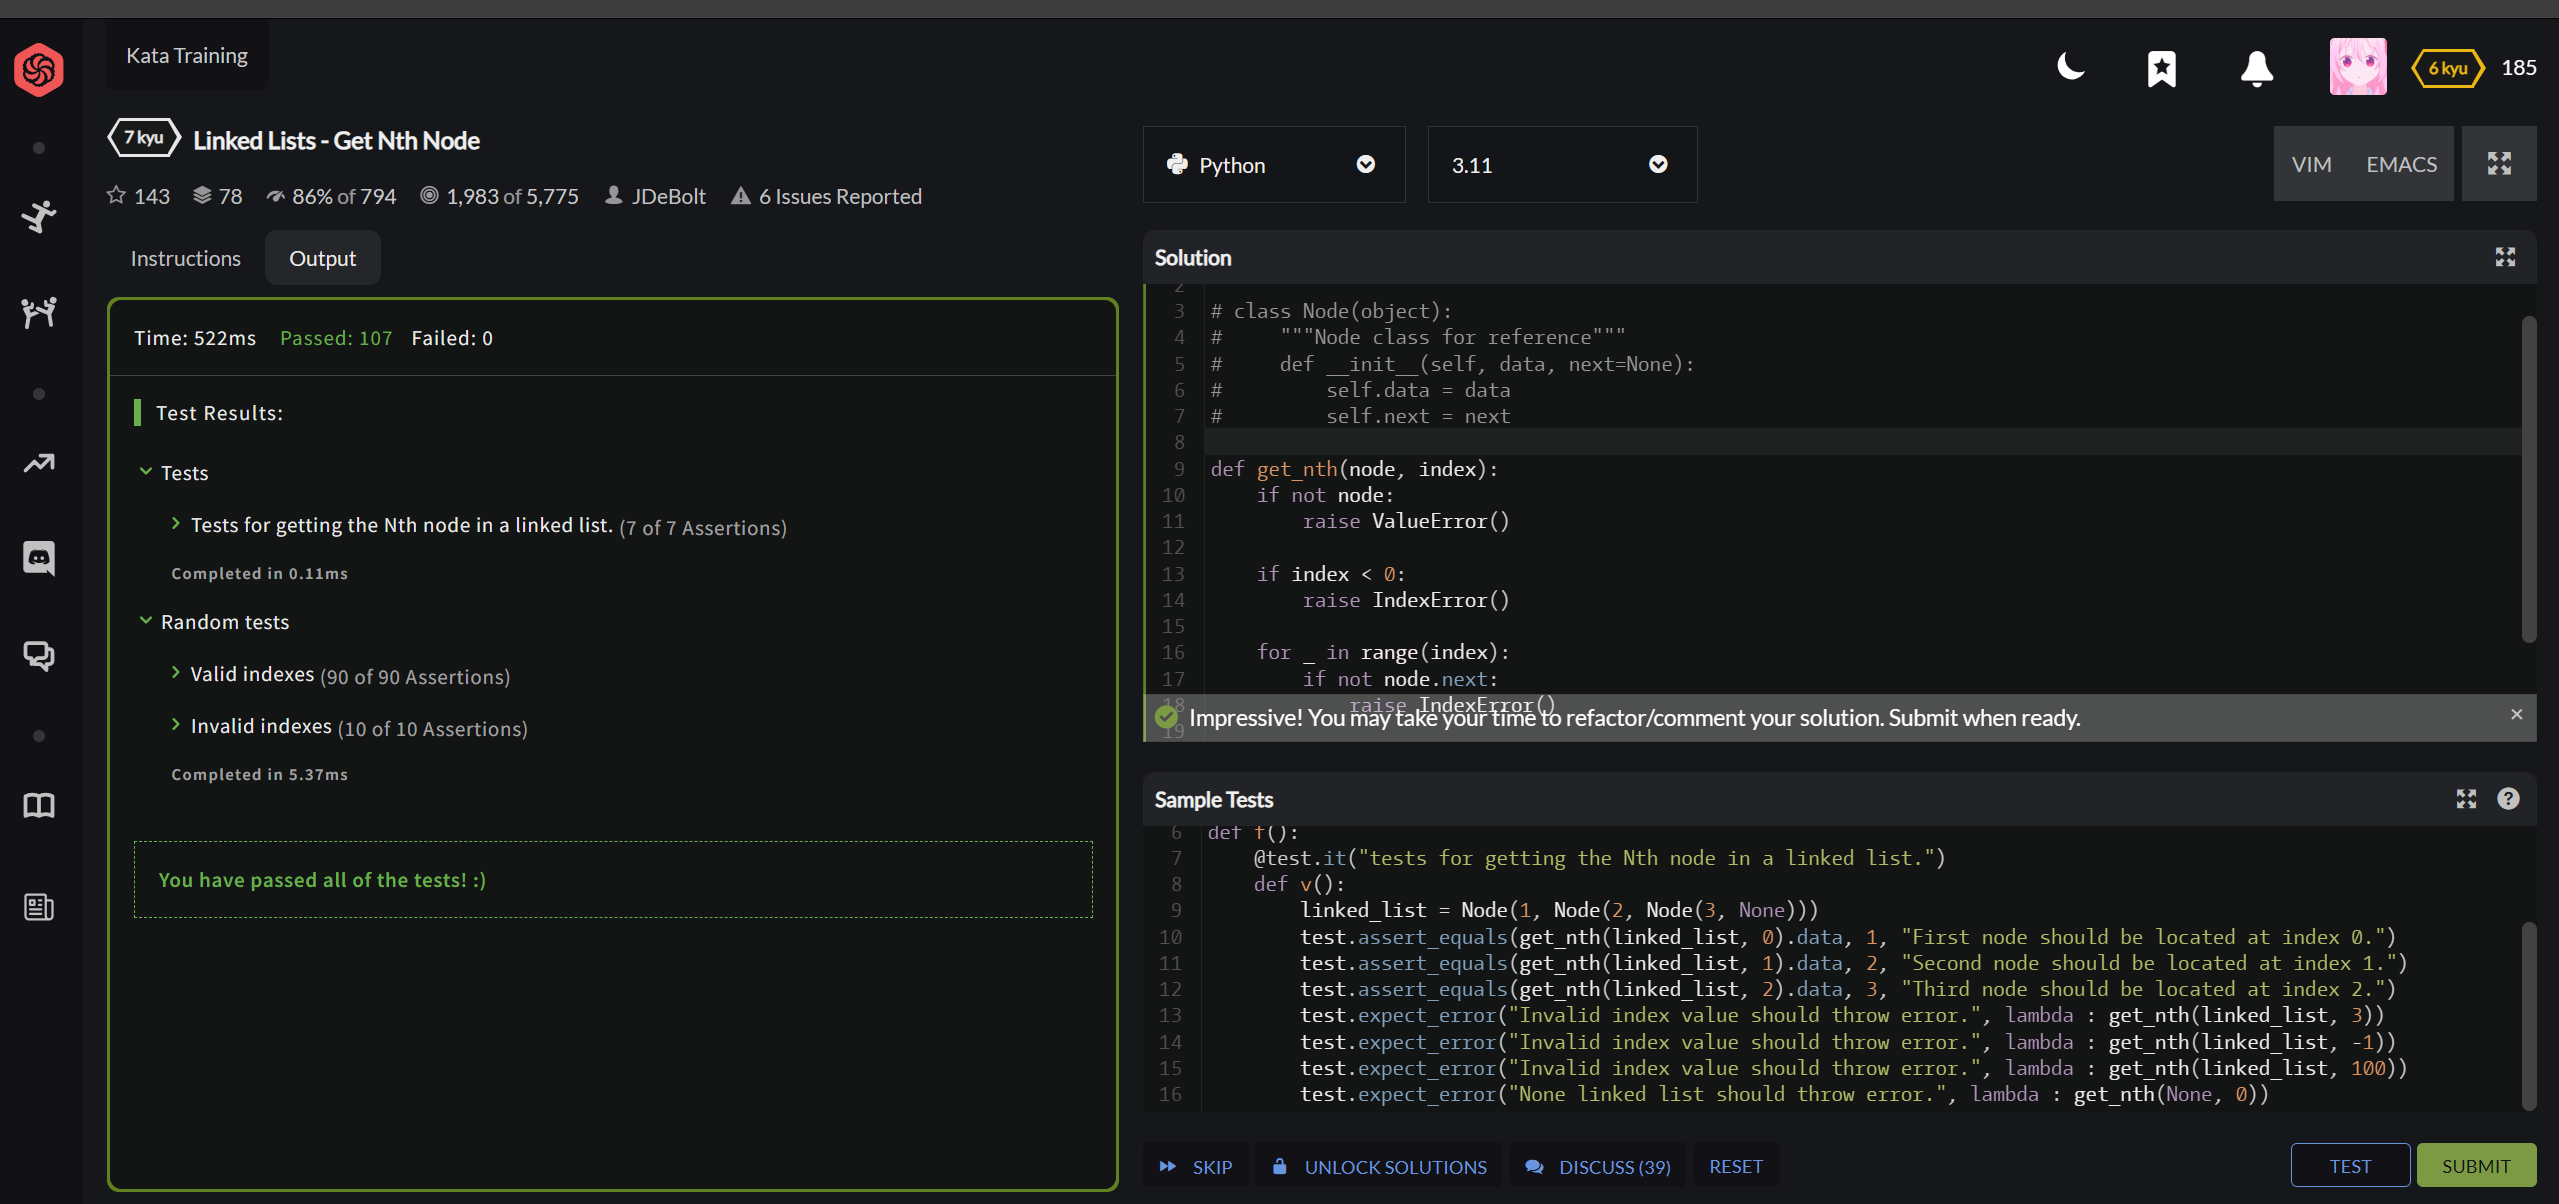 Kata Training
6 kyu 185
7 kyu Linked Lists - Get Nth Node
143 78 86% of 794 1,983 of 5,775 JDeBolt 6 Issues Reported
Instructions Output
Time: 522ms Passed: 107 Failed: 0
Test Results:
Tests
Tests for getting the Nth node in a linked list. (7 of 7 Assertions)
Completed in 0.11ms
Random tests
Valid indexes (90 of 90 Assertions)
Invalid indexes (10 of 10 Assertions)
Completed in 5.37ms
You have passed all of the tests! :)
Python 3.11 VIM EMACS
Solution
2
3 # class Node(object):
4 #     """Node class for reference"""
5 #     def __init__(self, data, next=None):
6 #         self.data = data
7 #         self.next = next
8
9 def get_nth(node, index):
10     if not node:
11         raise ValueError()
12
13     if index < 0:
14         raise IndexError()
15
16     for _ in range(index):
17         if not node.next:
18             raise IndexError()
Impressive! You may take your time to refactor/comment your solution. Submit when ready.
19
Sample Tests
6 def f():
7     @test.it("tests for getting the Nth node in a linked list.")
8     def v():
9         linked_list = Node(1, Node(2, Node(3, None)))
10         test.assert_equals(get_nth(linked_list, 0).data, 1, "First node should be located at index 0.")
11         test.assert_equals(get_nth(linked_list, 1).data, 2, "Second node should be located at index 1.")
12         test.assert_equals(get_nth(linked_list, 2).data, 3, "Third node should be located at index 2.")
13         test.expect_error("Invalid index value should throw error.", lambda : get_nth(linked_list, 3))
14         test.expect_error("Invalid index value should throw error.", lambda : get_nth(linked_list, -1))
15         test.expect_error("Invalid index value should throw error.", lambda : get_nth(linked_list, 100))
16         test.expect_error("None linked list should throw error.", lambda : get_nth(None, 0))
SKIP UNLOCK SOLUTIONS DISCUSS (39) RESET TEST SUBMIT